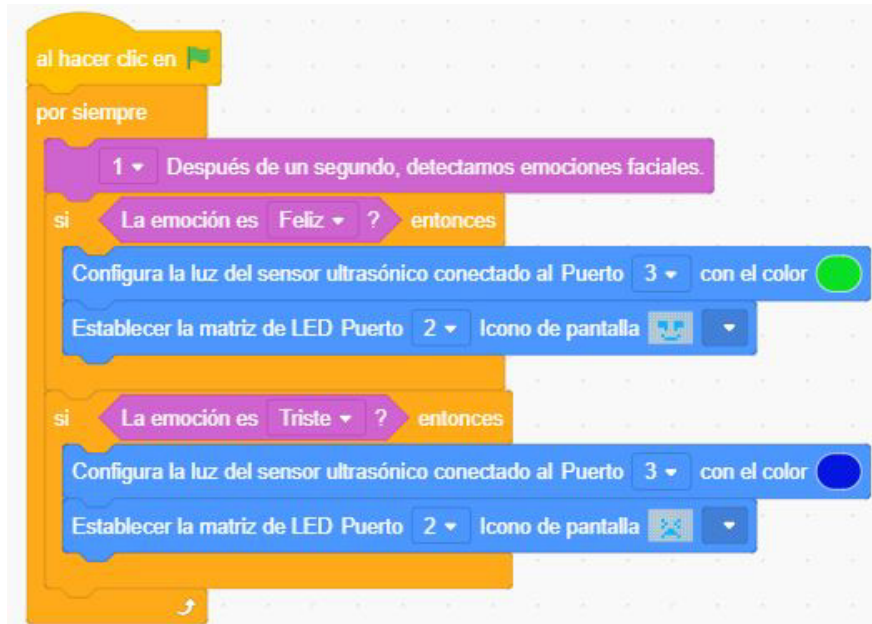 al hacer clic en
por siempre
1 Después de un segundo, detectamos emociones faciales.
si La emoción es Feliz ? entonces
Configura la luz del sensor ultrasónico conectado al Puerto 3 con el color
Establecer la matriz de LED Puerto 2 Icono de pantalla
si La emoción es Triste ? entonces
Configura la luz del sensor ultrasónico conectado al Puerto 3 con el color
Establecer la matriz de LED Puerto 2 Icono de pantalla